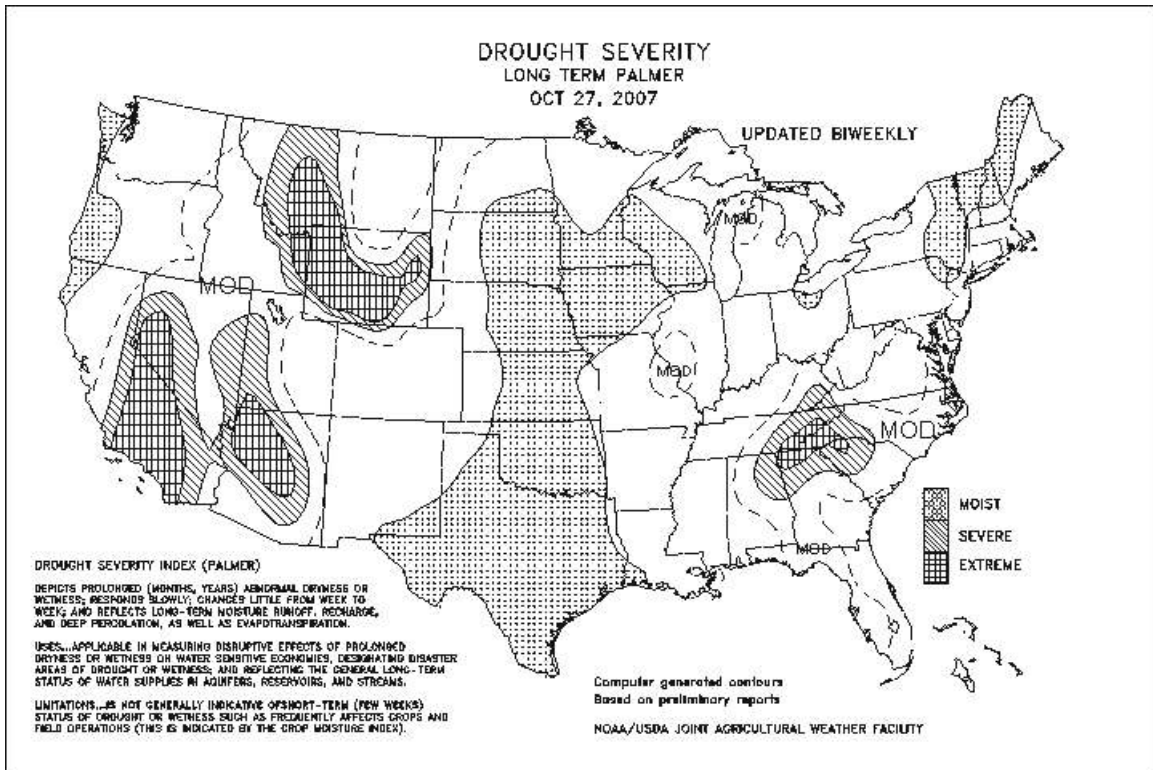 DROUGHT SEVERITY
LONG TERM PALMER
OCT 27, 2007
UPDATED BIWEEKLY
MOD
MOD
MOD
MOD
MOD
MOIST
SEVERE
EXTREME
DROUGHT SEVERITY INDEX (PALMER)
DEPICTS PROLONGED (MONTHS, YEARS) ABNORMAL DRYNESS OR
WETNESS; RESPONDS SLOWLY; CHANGES LITTLE FROM WEEK TO
WEEK; AND REFLECTS LONG-TERM MOISTURE RUNOFF, RECHARGE,
AND DEEP PERCOLATION, AS WELL AS EVAPOTRANSPIRATION.
USES...APPLICABLE IN MEASURING DISRUPTIVE EFFECTS OF PROLONGED
DRYNESS OR WETNESS ON WATER SENSITIVE ECONOMIES, DESIGNATING DISASTER
AREAS OF DROUGHT OR WETNESS; AND REFLECTING THE GENERAL LONG-TERM
STATUS OF WATER SUPPLIES IN AQUIFERS, RESERVOIRS, AND STREAMS.
LIMITATIONS...IS NOT GENERALLY INDICATIVE OFSHORT-TERM (FEW WEEKS)
STATUS OF DROUGHT OR WETNESS SUCH AS FREQUENTLY AFFECTS CROPS AND
FIELD OPERATIONS (THIS IS INDICATED BY THE CROP MOISTURE INDEX).
Computer generated contours
Based on preliminary reports
NOAA/USDA JOINT AGRICULTURAL WEATHER FACILITY